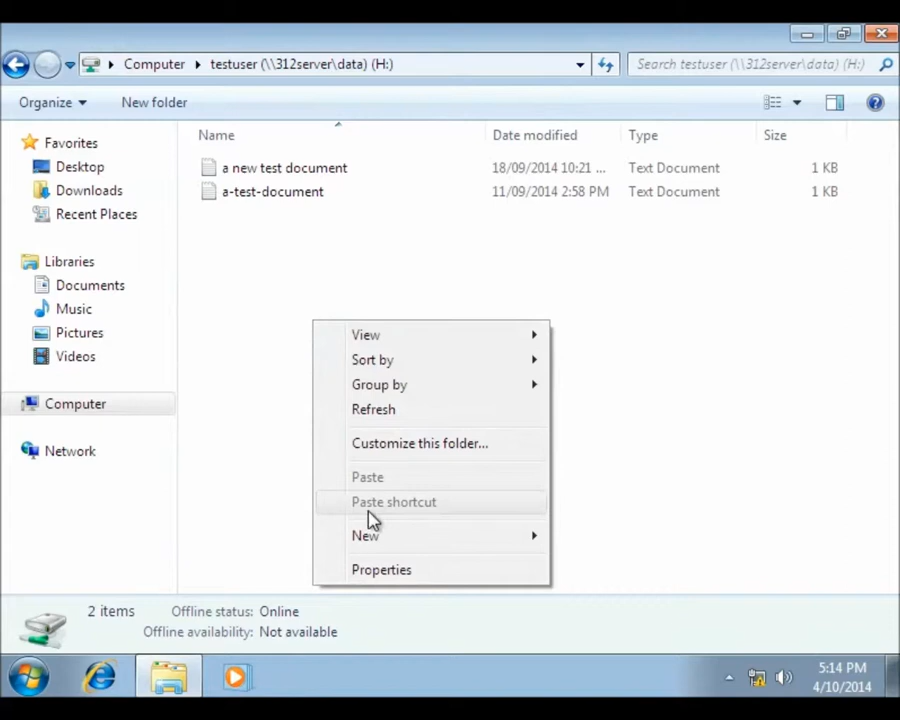 Computer testuser (\\312server\data) (H:) Search testuser (\\312server\data) (H:)
Organize New folder
Name Date modified Type Size
Favorites
Desktop
Downloads
Recent Places
Libraries
Documents
Music
Pictures
Videos
Computer
Network
a new test document 18/09/2014 10:21 ... Text Document 1 KB
a-test-document 11/09/2014 2:58 PM Text Document 1 KB
View
Sort by
Group by
Refresh
Customize this folder...
Paste
Paste shortcut
New
Properties
2 items Offline status: Online
Offline availability: Not available
5:14 PM
4/10/2014